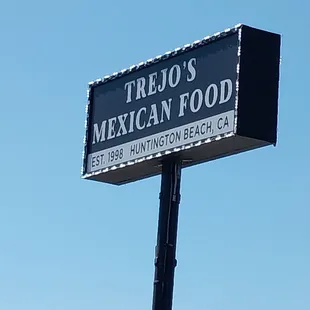 TREJO'S
MEXICAN FOOD
EST. 1998 HUNTINGTON BEACH, CA